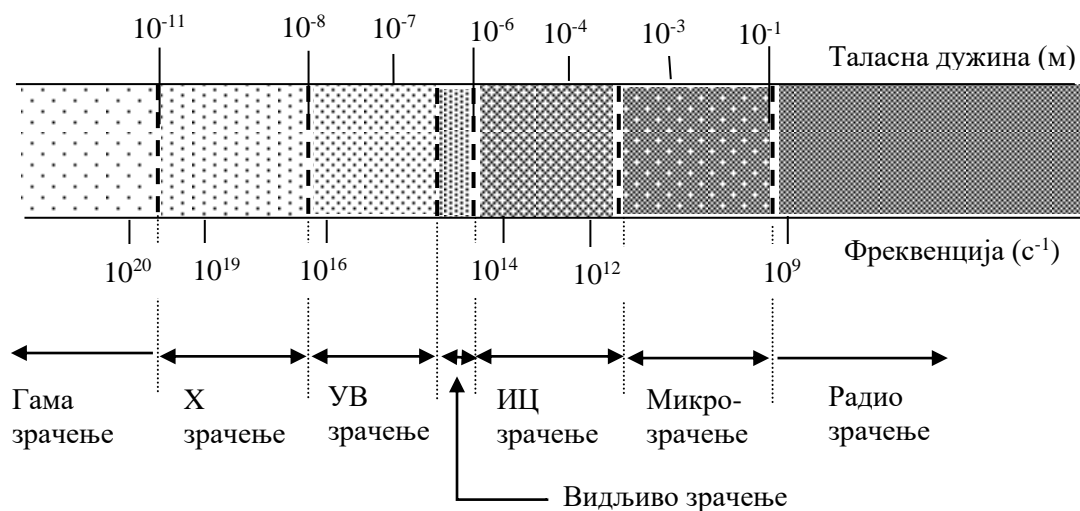 10⁻¹¹ 10⁻⁸ 10⁻⁷ 10⁻⁶ 10⁻⁴ 10⁻³ 10⁻¹
Таласна дужина (м)
10²⁰ 10¹⁹ 10¹⁶ 10¹⁴ 10¹² 10⁹
Фреквенција (с⁻¹)
Гама
зрачење
Х
зрачење
УВ
зрачење
ИЦ
зрачење
Микро-
зрачење
Радио
зрачење
Видљиво зрачење